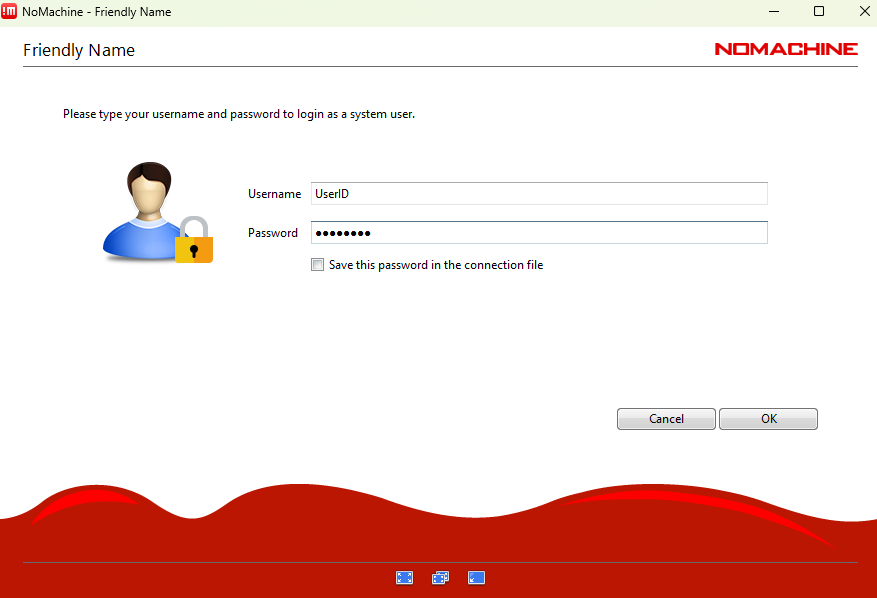 !m NoMachine - Friendly Name
Friendly Name
NOMACHINE
Please type your username and password to login as a system user.
Username UserID
Password ●●●●●●●●
Save this password in the connection file
Cancel OK